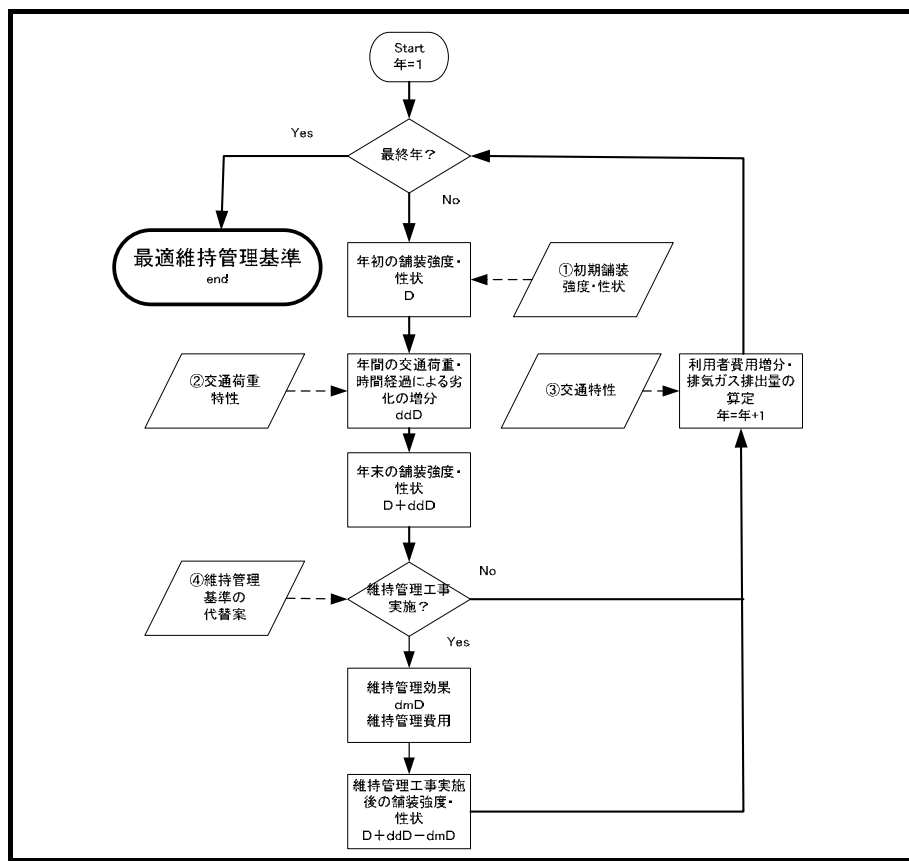 Start
年=1
Yes
最終年？
No
最適維持管理基準
end
年初の舗装強度・
性状
D
①初期舗装
強度・性状
②交通荷重
特性
年間の交通荷重・
時間経過による劣
化の増分
ddD
③交通特性
利用者費用増分・
排気ガス排出量の
算定
年=年+1
年末の舗装強度・
性状
D＋ddD
④維持管理
基準の
代替案
維持管理工事
実施？
No
Yes
維持管理効果
dmD
維持管理費用
維持管理工事実施
後の舗装強度・
性状
D＋ddD－dmD